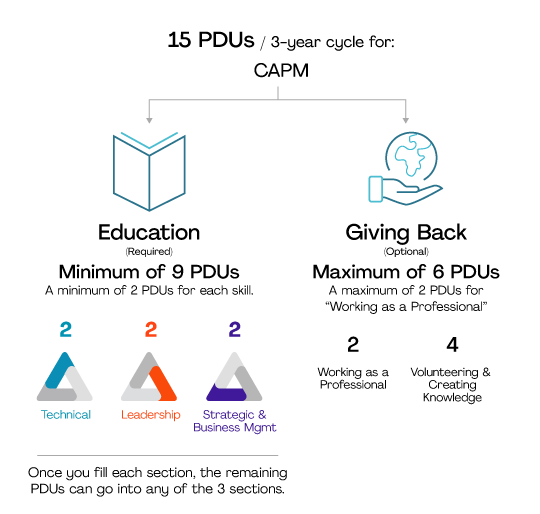 15 PDUs / 3-year cycle for:
CAPM
Education
(Required)
Minimum of 9 PDUs
A minimum of 2 PDUs for each skill.
2
2
2
Technical
Leadership
Strategic &
Business Mgmt
Once you fill each section, the remaining
PDUs can go into any of the 3 sections.
Giving Back
(Optional)
Maximum of 6 PDUs
A maximum of 2 PDUs for
“Working as a Professional”
2
Working as a
Professional
4
Volunteering &
Creating
Knowledge